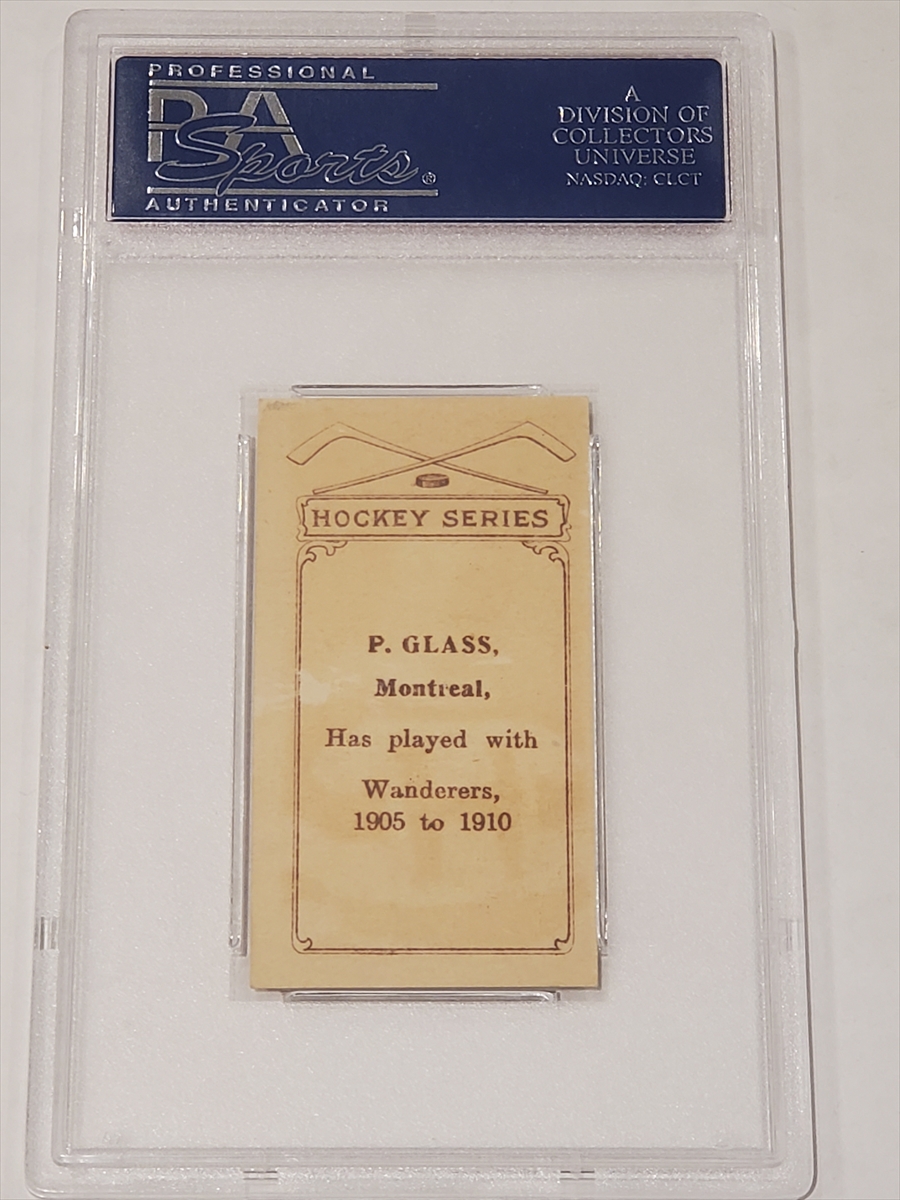 PROFESSIONAL
PSA
Sports®
AUTHENTICATOR
A
DIVISION OF
COLLECTORS
UNIVERSE
NASDAQ: CLCT
HOCKEY SERIES
P. GLASS,
Montreal,
Has played with
Wanderers,
1905 to 1910